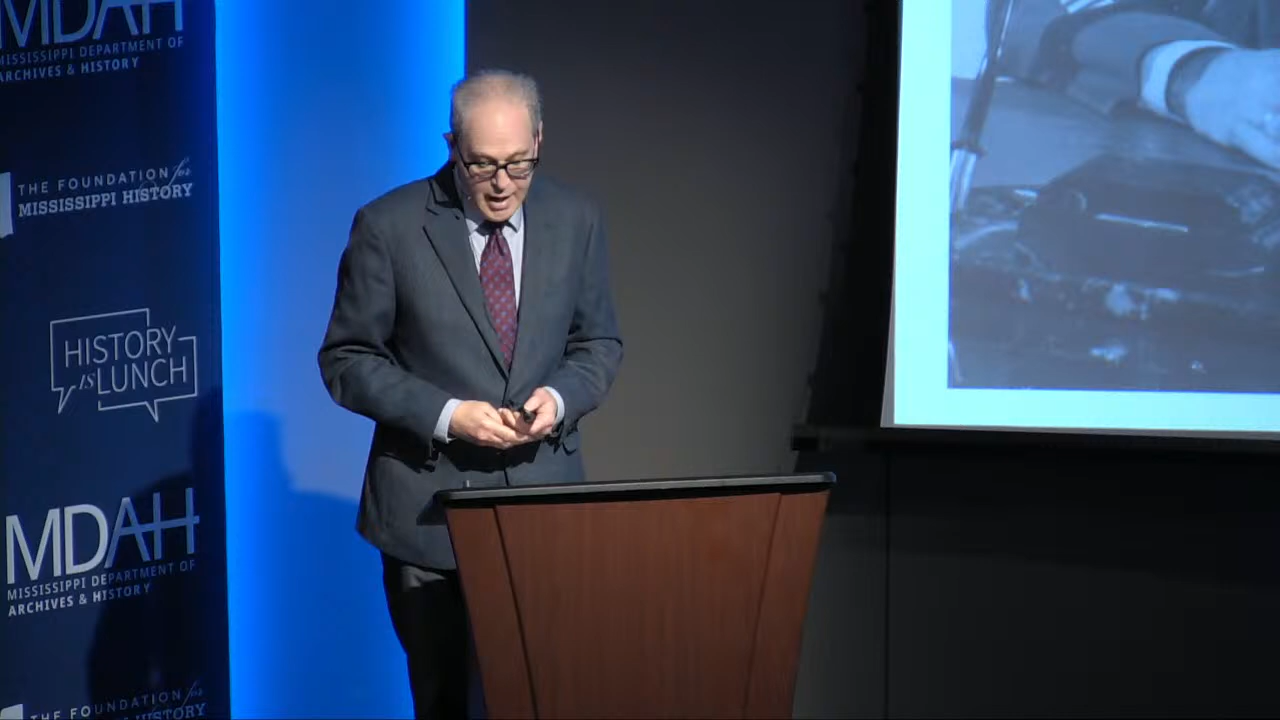 MDAH
MISSISSIPPI DEPARTMENT OF
ARCHIVES & HISTORY
THE FOUNDATION for
MISSISSIPPI HISTORY
HISTORY
IS LUNCH
MDAH
MISSISSIPPI DEPARTMENT OF
ARCHIVES & HISTORY
THE FOUNDATION for
HISTORY